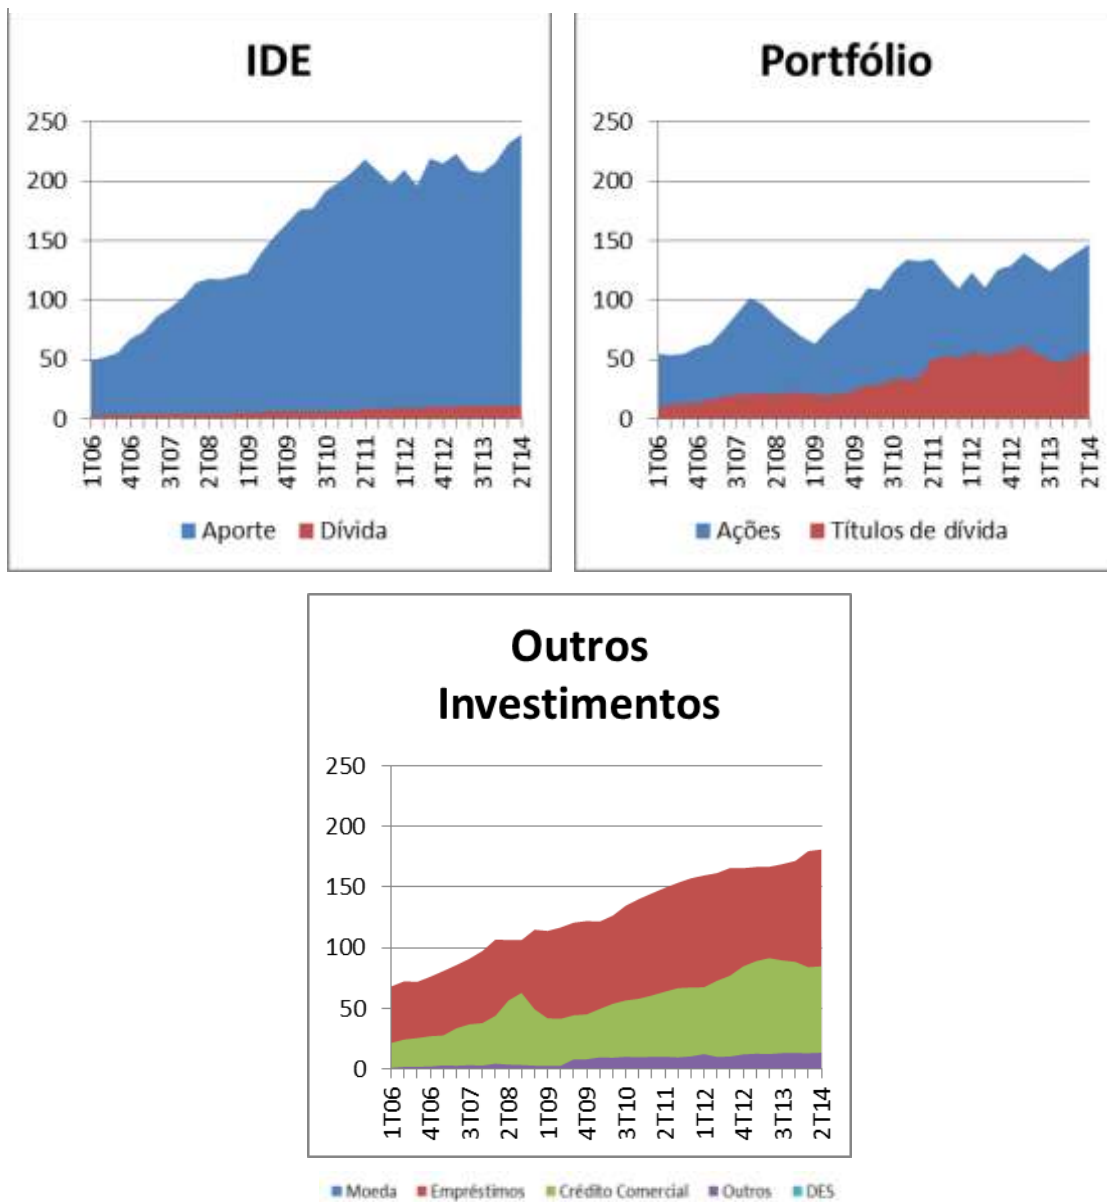 IDE
250
200
150
100
50
0
1T06
4T06
3T07
2T08
1T09
4T09
3T10
2T11
1T12
4T12
3T13
2T14
Aporte Dívida
Portfólio
250
200
150
100
50
0
1T06
4T06
3T07
2T08
1T09
4T09
3T10
2T11
1T12
4T12
3T13
2T14
Ações Títulos de dívida
Outros
Investimentos
250
200
150
100
50
0
1T06
4T06
3T07
2T08
1T09
4T09
3T10
2T11
1T12
4T12
3T13
2T14
Moeda Empréstimos Crédito Comercial Outros DES